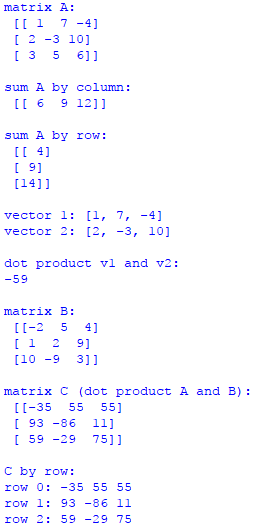 matrix A:
[[ 1 7 -4]
[ 2 -3 10]
[ 3 5 6]]
sum A by column:
[[ 6 9 12]]
sum A by row:
[[ 4]
[ 9]
[14]]
vector 1: [1, 7, -4]
vector 2: [2, -3, 10]
dot product v1 and v2:
-59
matrix B:
[[-2 5 4]
[ 1 2 9]
[10 -9 3]]
matrix C (dot product A and B):
[[-35 55 55]
[ 93 -86 11]
[ 59 -29 75]]
C by row:
row 0: -35 55 55
row 1: 93 -86 11
row 2: 59 -29 75